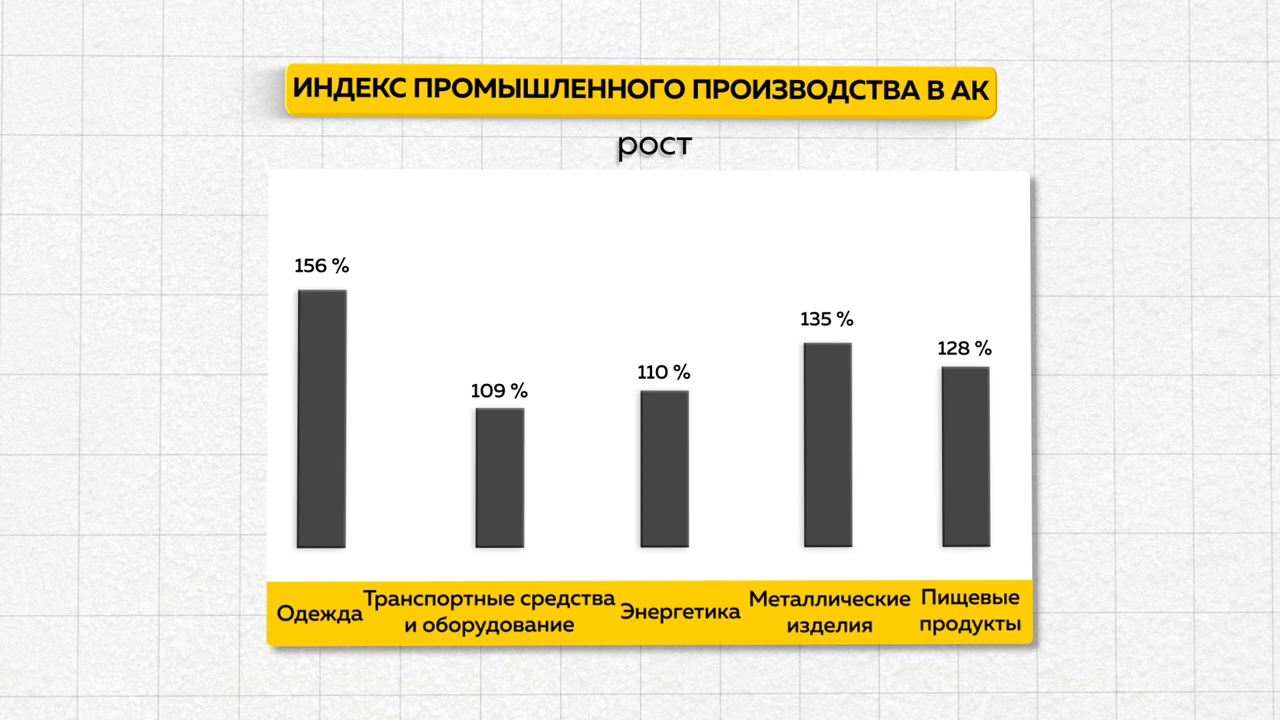 ИНДЕКС ПРОМЫШЛЕННОГО ПРОИЗВОДСТВА В АК
рост
156 %
109 %
110 %
135 %
128 %
Одежда
Транспортные средства
и оборудование
Энергетика
Металлические
изделия
Пищевые
продукты